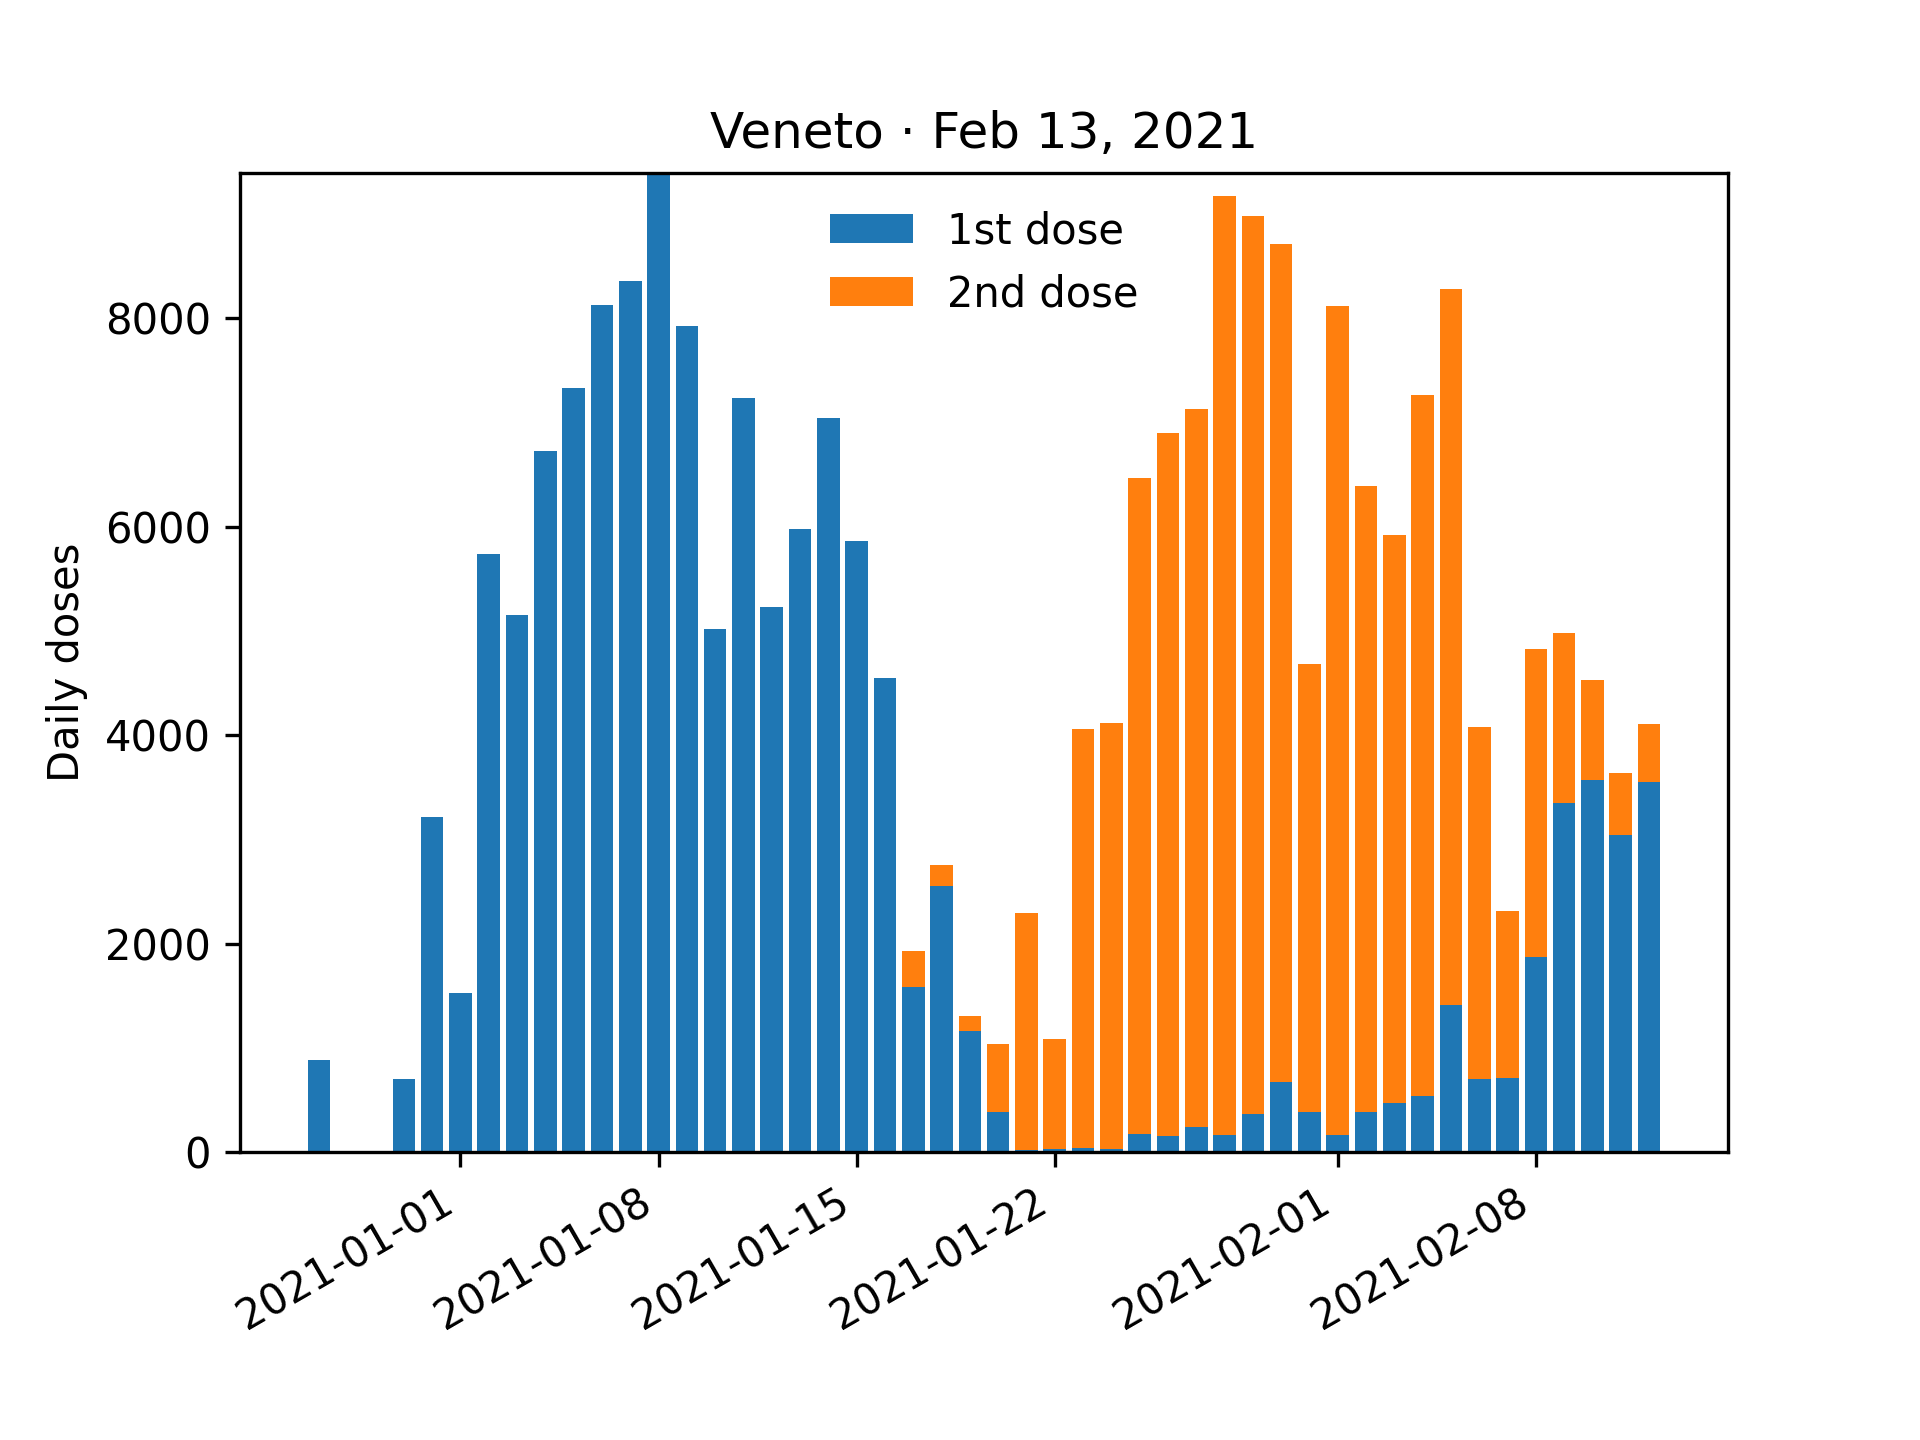 Veneto · Feb 13, 2021
1st dose
2nd dose
Daily doses
8000
6000
4000
2000
0
2021-01-01
2021-01-08
2021-01-15
2021-01-22
2021-02-01
2021-02-08